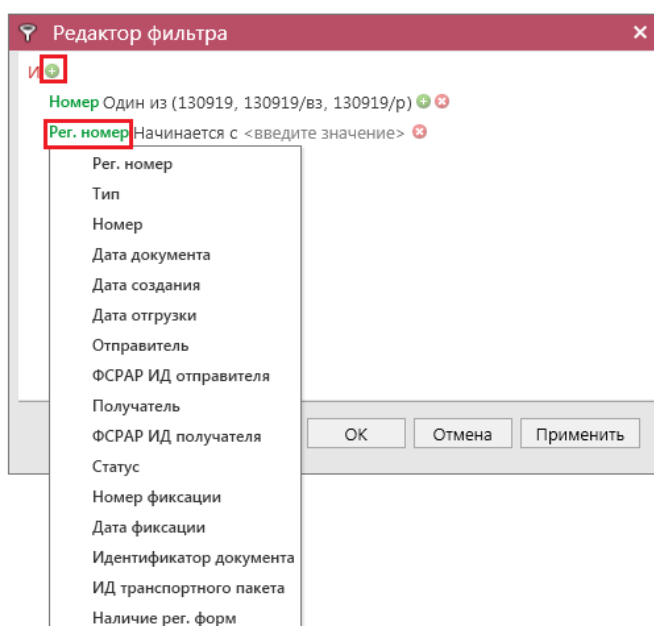 Редактор фильтра
И
Номер Один из (130919, 130919/вз, 130919/р)
Рег. номер Начинается с <введите значение>
Рег. номер
Тип
Номер
Дата документа
Дата создания
Дата отгрузки
Отправитель
ФСРАР ИД отправителя
Получатель
ФСРАР ИД получателя
ОК Отмена Применить
Статус
Номер фиксации
Дата фиксации
Идентификатор документа
ИД транспортного пакета
Наличие рег. форм